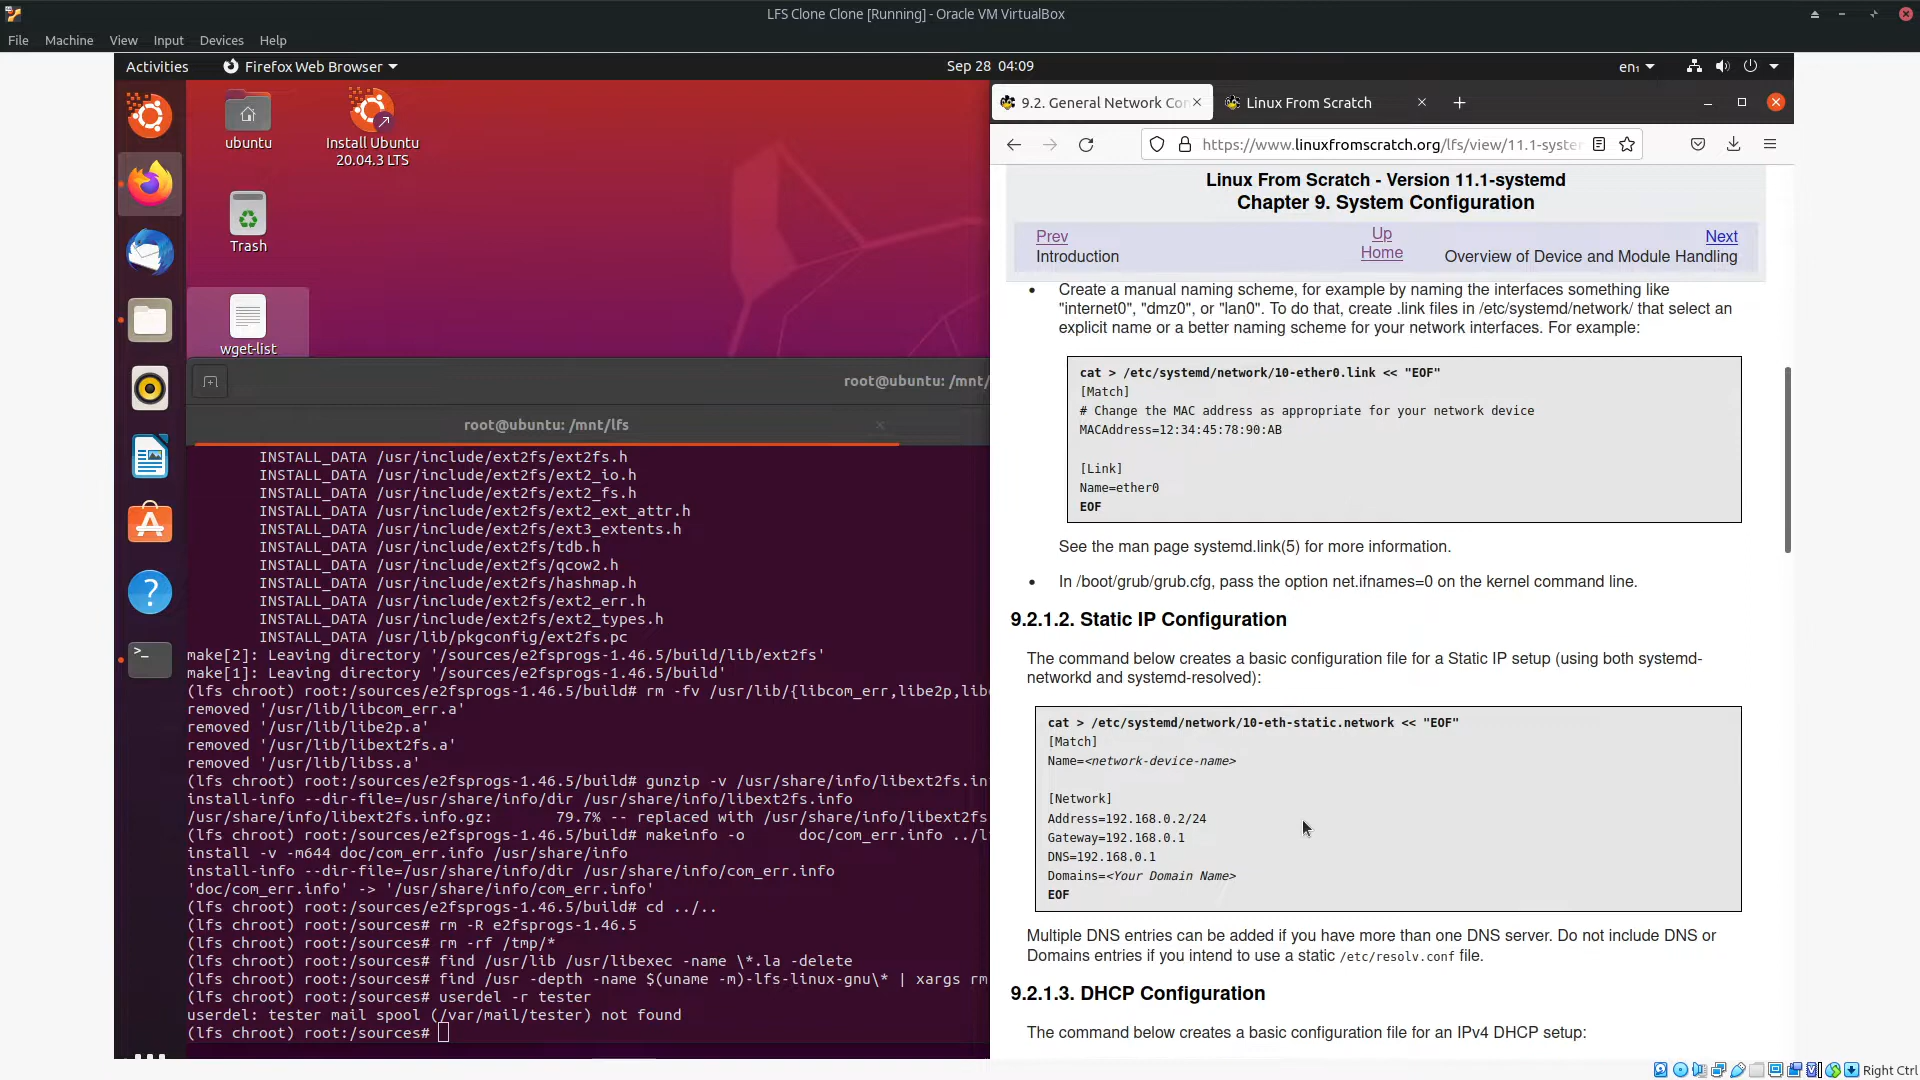 LFS Clone Clone [Running] - Oracle VM VirtualBox
File Machine View Input Devices Help
Activities
Firefox Web Browser
Sep 28 04:09
en₁
ubuntu
Install Ubuntu
20.04.3 LTS
Trash
wget-list
root@ubuntu: /mnt/
root@ubuntu: /mnt/lfs
INSTALL_DATA /usr/include/ext2fs/ext2fs.h
INSTALL_DATA /usr/include/ext2fs/ext2_io.h
INSTALL_DATA /usr/include/ext2fs/ext2_fs.h
INSTALL_DATA /usr/include/ext2fs/ext2_ext_attr.h
INSTALL_DATA /usr/include/ext2fs/ext3_extents.h
INSTALL_DATA /usr/include/ext2fs/tdb.h
INSTALL_DATA /usr/include/ext2fs/qcow2.h
INSTALL_DATA /usr/include/ext2fs/hashmap.h
INSTALL_DATA /usr/include/ext2fs/ext2_err.h
INSTALL_DATA /usr/include/ext2fs/ext2_types.h
INSTALL_DATA /usr/lib/pkgconfig/ext2fs.pc
make[2]: Leaving directory '/sources/e2fsprogs-1.46.5/build/lib/ext2fs'
make[1]: Leaving directory '/sources/e2fsprogs-1.46.5/build'
(lfs chroot) root:/sources/e2fsprogs-1.46.5/build# rm -fv /usr/lib/{libcom_err,libe2p,lib
removed '/usr/lib/libcom_err.a'
removed '/usr/lib/libe2p.a'
removed '/usr/lib/libext2fs.a'
removed '/usr/lib/libss.a'
(lfs chroot) root:/sources/e2fsprogs-1.46.5/build# gunzip -v /usr/share/info/libext2fs.in
install-info --dir-file=/usr/share/info/dir /usr/share/info/libext2fs.info
/usr/share/info/libext2fs.info.gz:       79.7% -- replaced with /usr/share/info/libext2fs
(lfs chroot) root:/sources/e2fsprogs-1.46.5/build# makeinfo -o      doc/com_err.info ../l
install -v -m644 doc/com_err.info /usr/share/info
install-info --dir-file=/usr/share/info/dir /usr/share/info/com_err.info
'doc/com_err.info' -> '/usr/share/info/com_err.info'
(lfs chroot) root:/sources/e2fsprogs-1.46.5/build# cd ../..
(lfs chroot) root:/sources# rm -R e2fsprogs-1.46.5
(lfs chroot) root:/sources# rm -rf /tmp/*
(lfs chroot) root:/sources# find /usr/lib /usr/libexec -name \*.la -delete
(lfs chroot) root:/sources# find /usr -depth -name $(uname -m)-lfs-linux-gnu\* | xargs rm
(lfs chroot) root:/sources# userdel -r tester
userdel: tester mail spool (/var/mail/tester) not found
(lfs chroot) root:/sources#
9.2. General Network Con
Linux From Scratch
https://www.linuxfromscratch.org/lfs/view/11.1-syste
Linux From Scratch - Version 11.1-systemd
Chapter 9. System Configuration
Prev
Up
Next
Introduction
Home
Overview of Device and Module Handling
• Create a manual naming scheme, for example by naming the interfaces something like
"internet0", "dmz0", or "lan0". To do that, create .link files in /etc/systemd/network/ that select an
explicit name or a better naming scheme for your network interfaces. For example:
cat > /etc/systemd/network/10-ether0.link << "EOF"
[Match]
# Change the MAC address as appropriate for your network device
MACAddress=12:34:45:78:90:AB
[Link]
Name=ether0
EOF
See the man page systemd.link(5) for more information.
• In /boot/grub/grub.cfg, pass the option net.ifnames=0 on the kernel command line.
9.2.1.2. Static IP Configuration
The command below creates a basic configuration file for a Static IP setup (using both systemd-
networkd and systemd-resolved):
cat > /etc/systemd/network/10-eth-static.network << "EOF"
[Match]
Name=<network-device-name>
[Network]
Address=192.168.0.2/24
Gateway=192.168.0.1
DNS=192.168.0.1
Domains=<Your Domain Name>
EOF
Multiple DNS entries can be added if you have more than one DNS server. Do not include DNS or
Domains entries if you intend to use a static /etc/resolv.conf file.
9.2.1.3. DHCP Configuration
The command below creates a basic configuration file for an IPv4 DHCP setup:
Right Ctrl